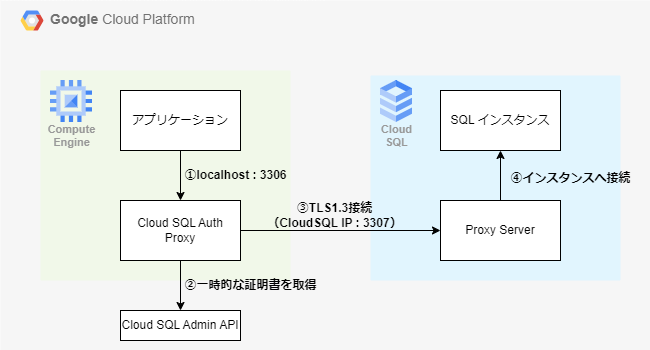 Google Cloud Platform
Compute
Engine
アプリケーション
Cloud
SQL
SQL インスタンス
①localhost : 3306
④インスタンスへ接続
③TLS1.3接続
（CloudSQL IP : 3307）
Cloud SQL Auth
Proxy
Proxy Server
②一時的な証明書を取得
Cloud SQL Admin API